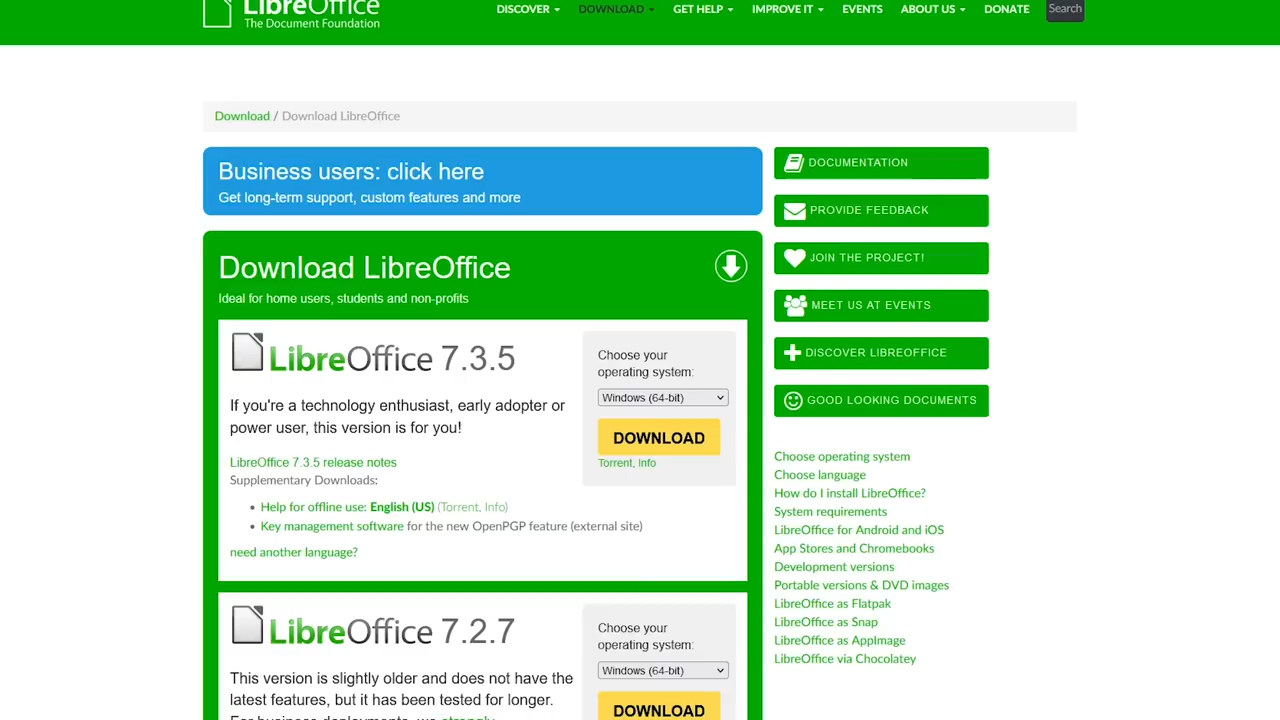 LibreOffice
The Document Foundation
DISCOVER DOWNLOAD GET HELP IMPROVE IT EVENTS ABOUT US DONATE Search
Download / Download LibreOffice
Business users: click here
Get long-term support, custom features and more
Download LibreOffice
Ideal for home users, students and non-profits
LibreOffice 7.3.5
If you're a technology enthusiast, early adopter or
power user, this version is for you!
LibreOffice 7.3.5 release notes
Supplementary Downloads:
• Help for offline use: English (US) (Torrent, Info)
• Key management software for the new OpenPGP feature (external site)
need another language?
Choose your
operating system:
Windows (64-bit)
DOWNLOAD
Torrent, Info
LibreOffice 7.2.7
This version is slightly older and does not have the
latest features, but it has been tested for longer.
For business deployments, we strongly
Choose your
operating system:
Windows (64-bit)
DOWNLOAD
DOCUMENTATION
PROVIDE FEEDBACK
JOIN THE PROJECT!
MEET US AT EVENTS
DISCOVER LIBREOFFICE
GOOD LOOKING DOCUMENTS
Choose operating system
Choose language
How do I install LibreOffice?
System requirements
LibreOffice for Android and iOS
App Stores and Chromebooks
Development versions
Portable versions & DVD images
LibreOffice as Flatpak
LibreOffice as Snap
LibreOffice as AppImage
LibreOffice via Chocolatey